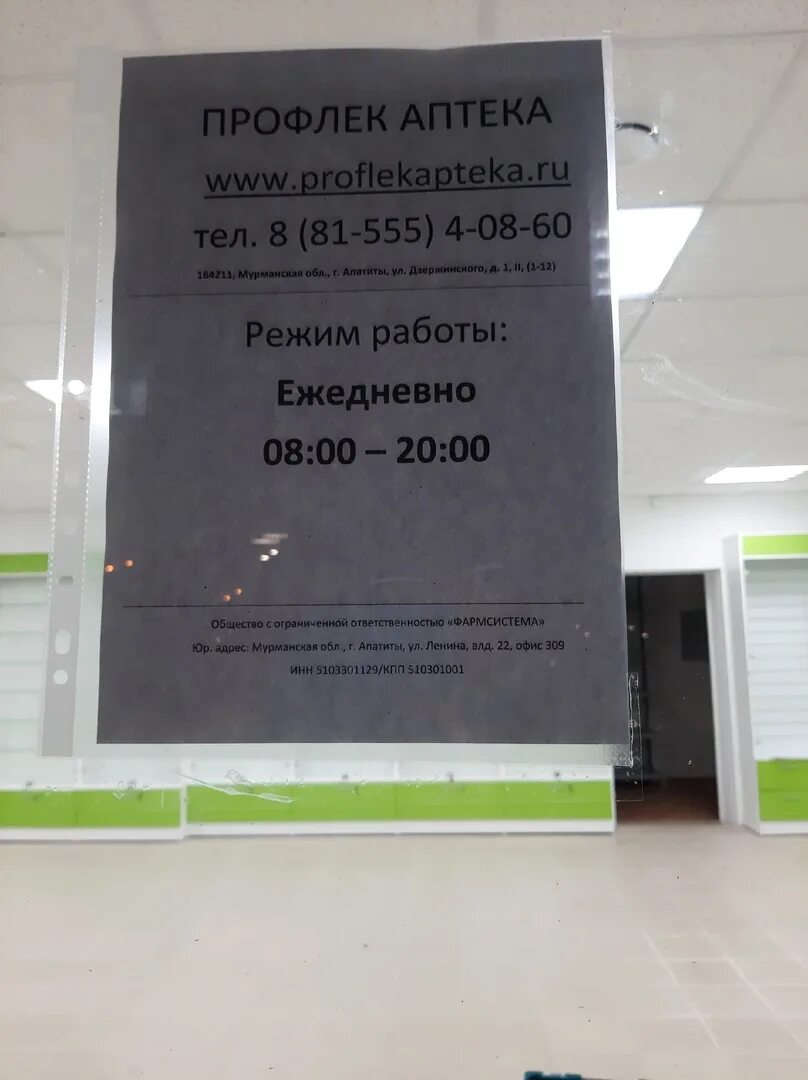 ПРОФЛЕК АПТЕКА
www.proflekapteka.ru
тел. 8 (81-555) 4-08-60
184213, Мурманская обл., г. Апатиты, ул. Дзержинского, д. 1, II, (1-12)
Режим работы:
Ежедневно
08:00 – 20:00
Общество с ограниченной ответственностью «ФАРМСИСТЕМА»
Юр. адрес: Мурманская обл., г. Апатиты, ул. Ленина, влд. 22, офис 309
ИНН 5103301129/КПП 510301001